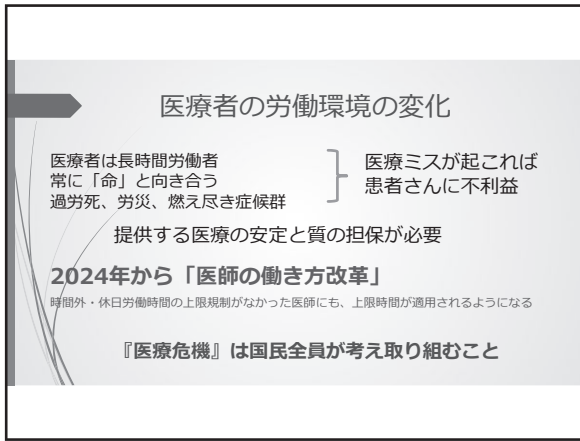 医療者の労働環境の変化
医療者は長時間労働者
常に「命」と向き合う
過労死、労災、燃え尽き症候群
医療ミスが起これば
患者さんに不利益
提供する医療の安定と質の担保が必要
2024年から「医師の働き方改革」
時間外・休日労働時間の上限規制がなかった医師にも、上限時間が適用されるようになる
『医療危機』は国民全員が考え取り組むこと